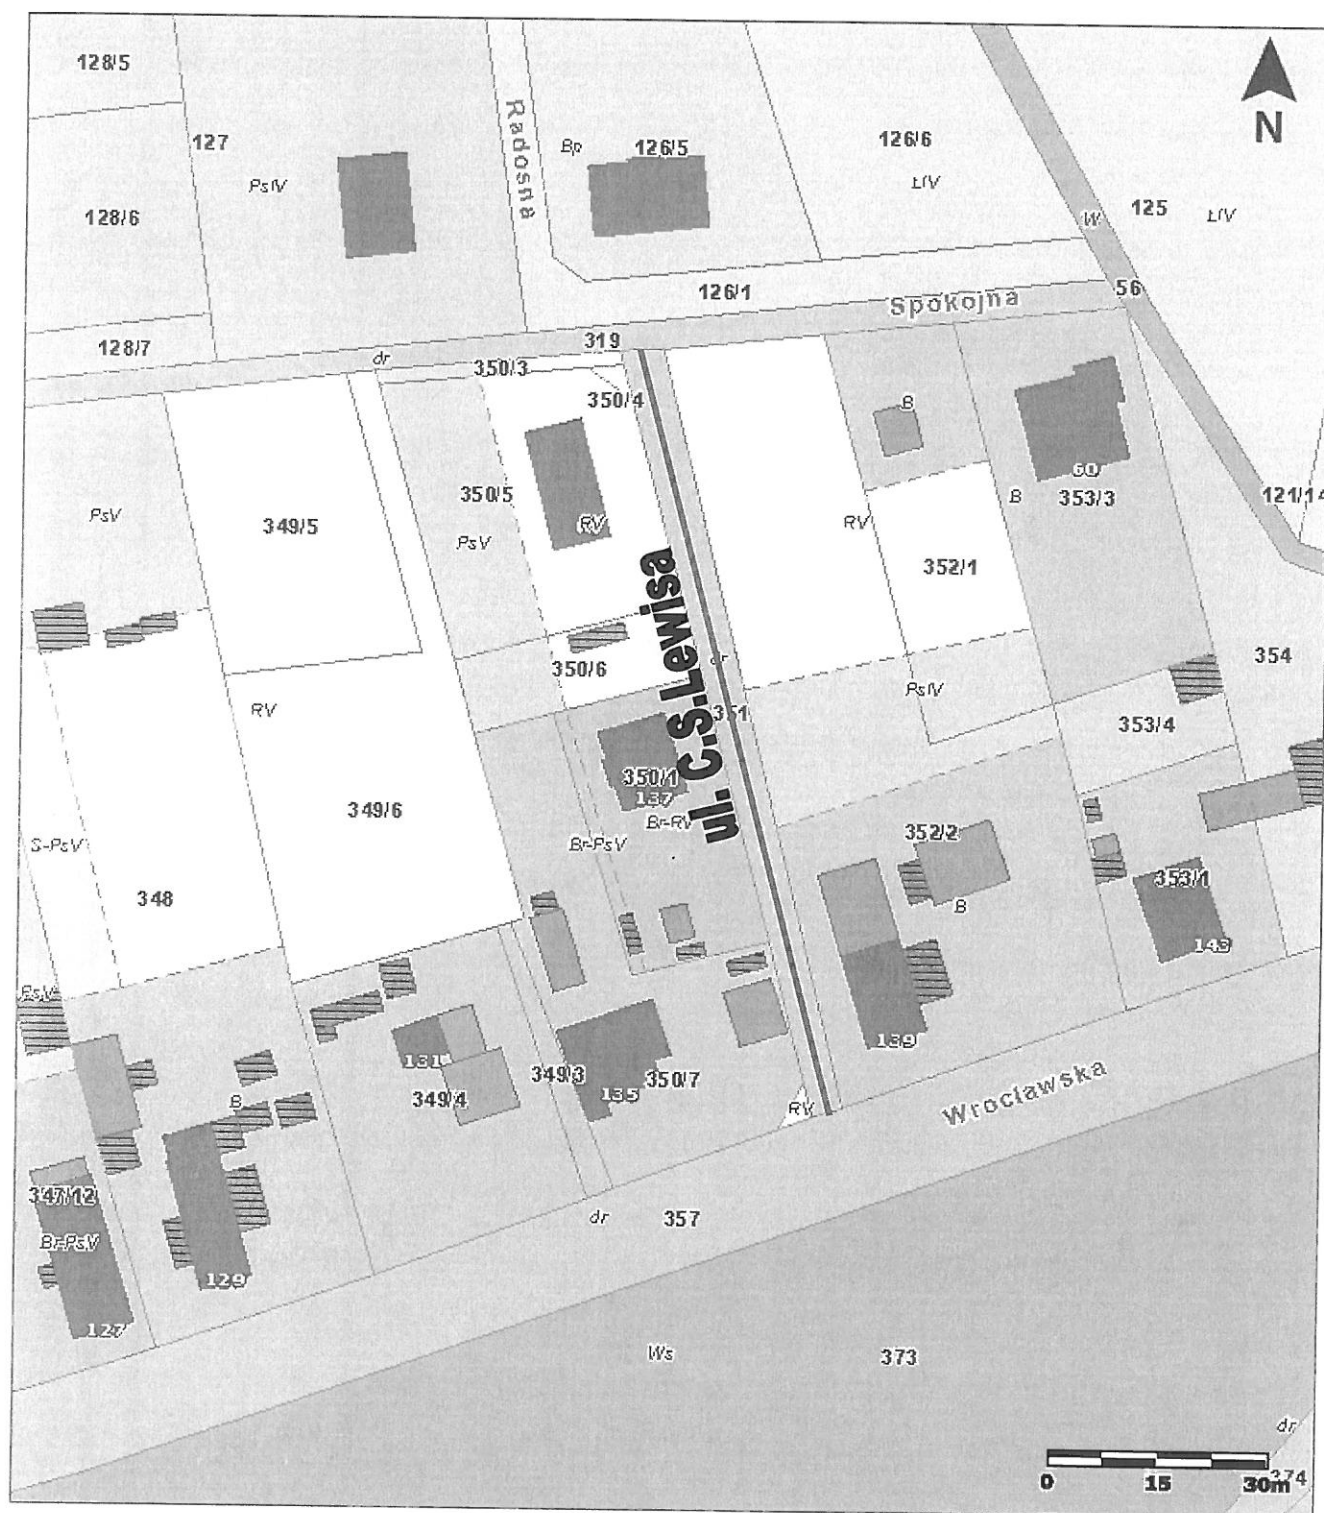 128/5
127
PsIV
128/6
128/7
Radosna
Bp
126/5
126/6
ŁIV
N
125
ŁIV
W
126/1
Spokojna
56
319
dr
350/3
350/4
B
60
353/3
B
121/14
PsV
349/5
350/5
PsV
RV
RV
352/1
ul. C.S.Lewisa
dr
354
350/6
PsIV
351
353/4
RV
349/6
350/1
137
Br-RV
Br-PsV
352/2
B
S-PsV
348
353/1
143
PsV
139
131
349/4
349/3
135
350/7
RV
Wrocławska
B
347/12
Br-PsV
129
127
dr
357
Ws
373
dr
374
0 15 30m